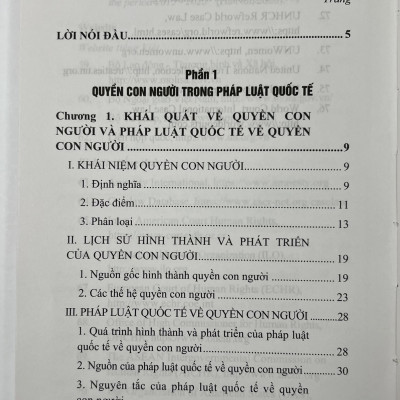 Trang
LỜI NÓI ĐẦU 5
Phần 1
QUYỀN CON NGƯỜI TRONG PHÁP LUẬT QUỐC TẾ
Chương 1. KHÁI QUÁT VỀ QUYỀN CON
NGƯỜI VÀ PHÁP LUẬT QUỐC TẾ VỀ QUYỀN
CON NGƯỜI 9
I. KHÁI NIỆM QUYỀN CON NGƯỜI 9
1. Định nghĩa 9
2. Đặc điểm 11
3. Phân loại 13
II. LỊCH SỬ HÌNH THÀNH VÀ PHÁT TRIỂN
CỦA QUYỀN CON NGƯỜI 19
1. Nguồn gốc hình thành quyền con người 19
2. Các thế hệ quyền con người 23
III. PHÁP LUẬT QUỐC TẾ VỀ QUYỀN CON NGƯỜI 28
1. Quá trình hình thành và phát triển của pháp luật
quốc tế về quyền con người 28
2. Nguồn của pháp luật quốc tế về quyền con người 30
3. Nguyên tắc của pháp luật quốc tế về quyền
con người